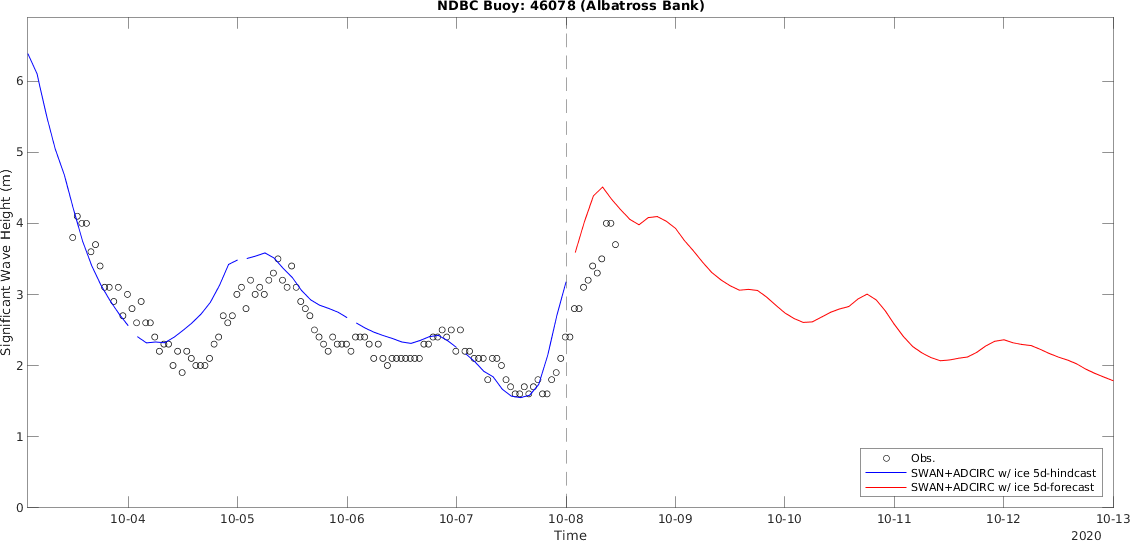 NDBC Buoy: 46078 (Albatross Bank)
Significant Wave Height (m)
6
5
4
3
2
1
0
10-04 10-05 10-06 10-07 10-08 10-09 10-10 10-11 10-12 10-13
Time
2020
Obs.
SWAN+ADCIRC w/ ice 5d-hindcast
SWAN+ADCIRC w/ ice 5d-forecast